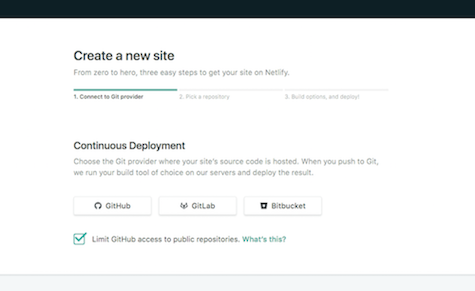 Create a new site
From zero to hero, three easy steps to get your site on Netlify.
1. Connect to Git provider 2. Pick a repository 3. Build options, and deploy!
Continuous Deployment
Choose the Git provider where your site's source code is hosted. When you push to Git,
we run your build tool of choice on our servers and deploy the result.
GitHub GitLab Bitbucket
Limit GitHub access to public repositories. What's this?